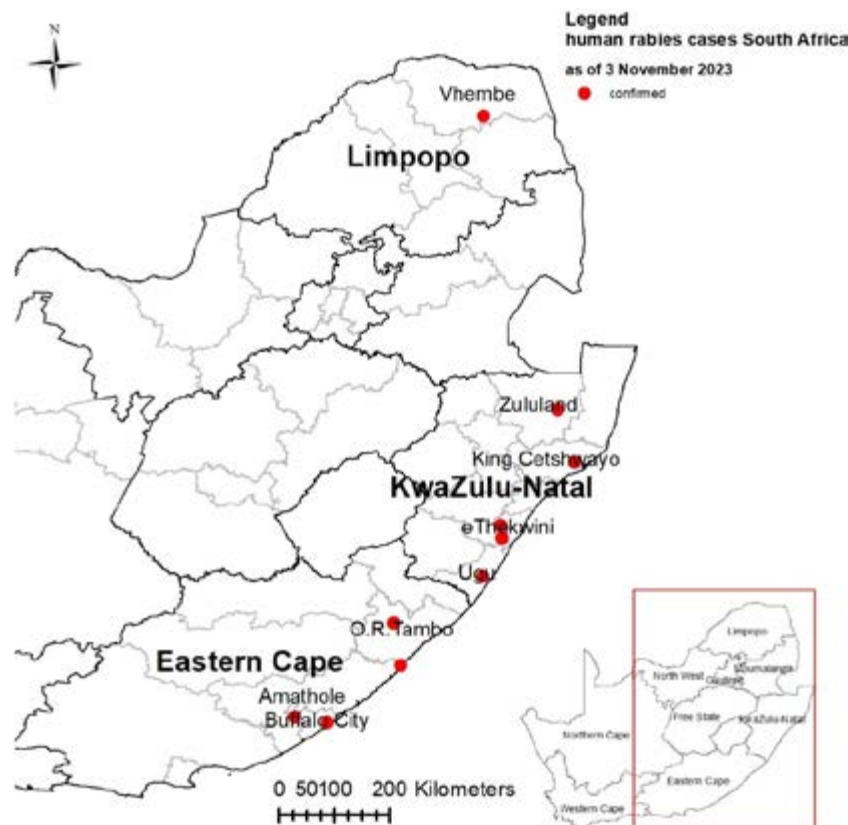 N
Legend
human rabies cases South Africa
as of 3 November 2023
confirmed
Vhembe
Limpopo
Zululand
King Cetshwayo
KwaZulu-Natal
eThekwini
Ugu
O.R.Tambo
Eastern Cape
Amathole
Buffalo City
0 50100 200 Kilometers
Limpopo
Mpumalanga
North West
Gauteng
Free State
KwaZulu-Natal
Northern Cape
Eastern Cape
Western Cape